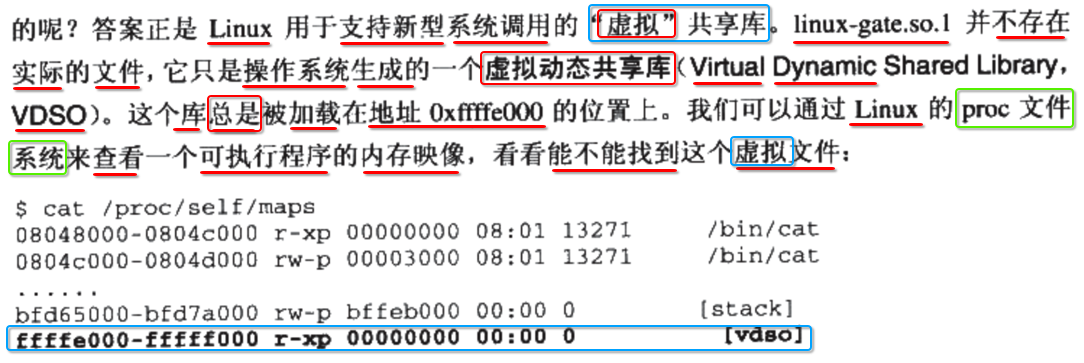 的呢？答案正是 Linux 用于支持新型系统调用的“虚拟”共享库。linux-gate.so.1 并不存在
实际的文件，它只是操作系统生成的一个虚拟动态共享库（Virtual Dynamic Shared Library，
VDSO）。这个库总是被加载在地址 0xffffe000 的位置上。我们可以通过 Linux 的 proc 文件
系统来查看一个可执行程序的内存映像，看看能不能找到这个虚拟文件：
$ cat /proc/self/maps
08048000-0804c000 r-xp 00000000 08:01 13271 /bin/cat
0804c000-0804d000 rw-p 00003000 08:01 13271 /bin/cat
......
bfd65000-bfd7a000 rw-p bffeb000 00:00 0 [stack]
ffffe000-fffff000 r-xp 00000000 00:00 0 [vdso]